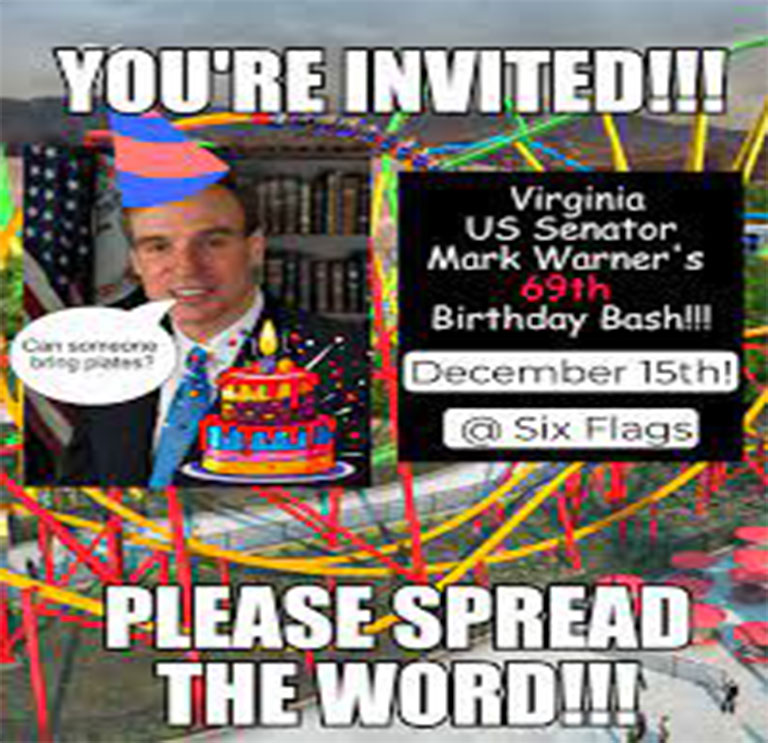 YOU'RE INVITED!!!
Virginia
US Senator
Mark Warner's
69th
Birthday Bash!!!
Can someone
bring plates?
December 15th!
@ Six Flags
PLEASE SPREAD
THE WORD!!!